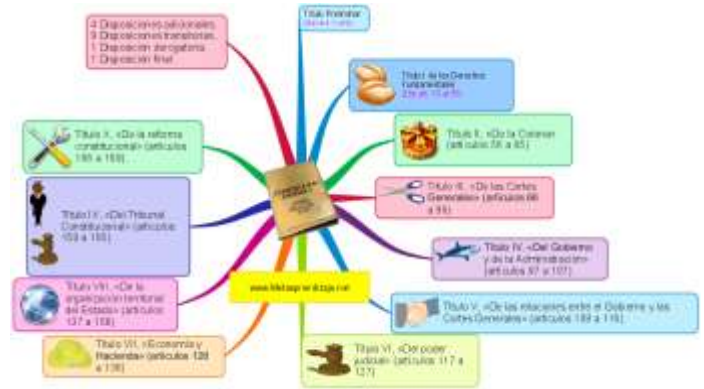 Título Preliminar
Título I de los Derechos
Fundamentales
Título II, «De la Corona»
(artículos 56 a 65)
Título III, «De las Cortes
Generales» (artículos 66
a 96)
Título IV, «Del Gobierno
y de la Administración»
(artículos 97 a 107)
Título V, «De las relaciones entre el Gobierno y las
Cortes Generales» (artículos 108 a 116)
Título VI, «Del poder
judicial» (artículos 117 a
127)
Título VII, «Economía y
Hacienda» (artículos 128
a 136)
Título VIII, «De la
organización territorial
del Estado» (artículos
137 a 158)
«Del Tribunal
Constitucional» (artículos
159 a 165)
Título X, «De la reforma
constitucional» (artículos
166 a 169)
4 Disposiciones adicionales.
9 Disposiciones transitorias.
1 Disposición derogatoria.
1 Disposición final